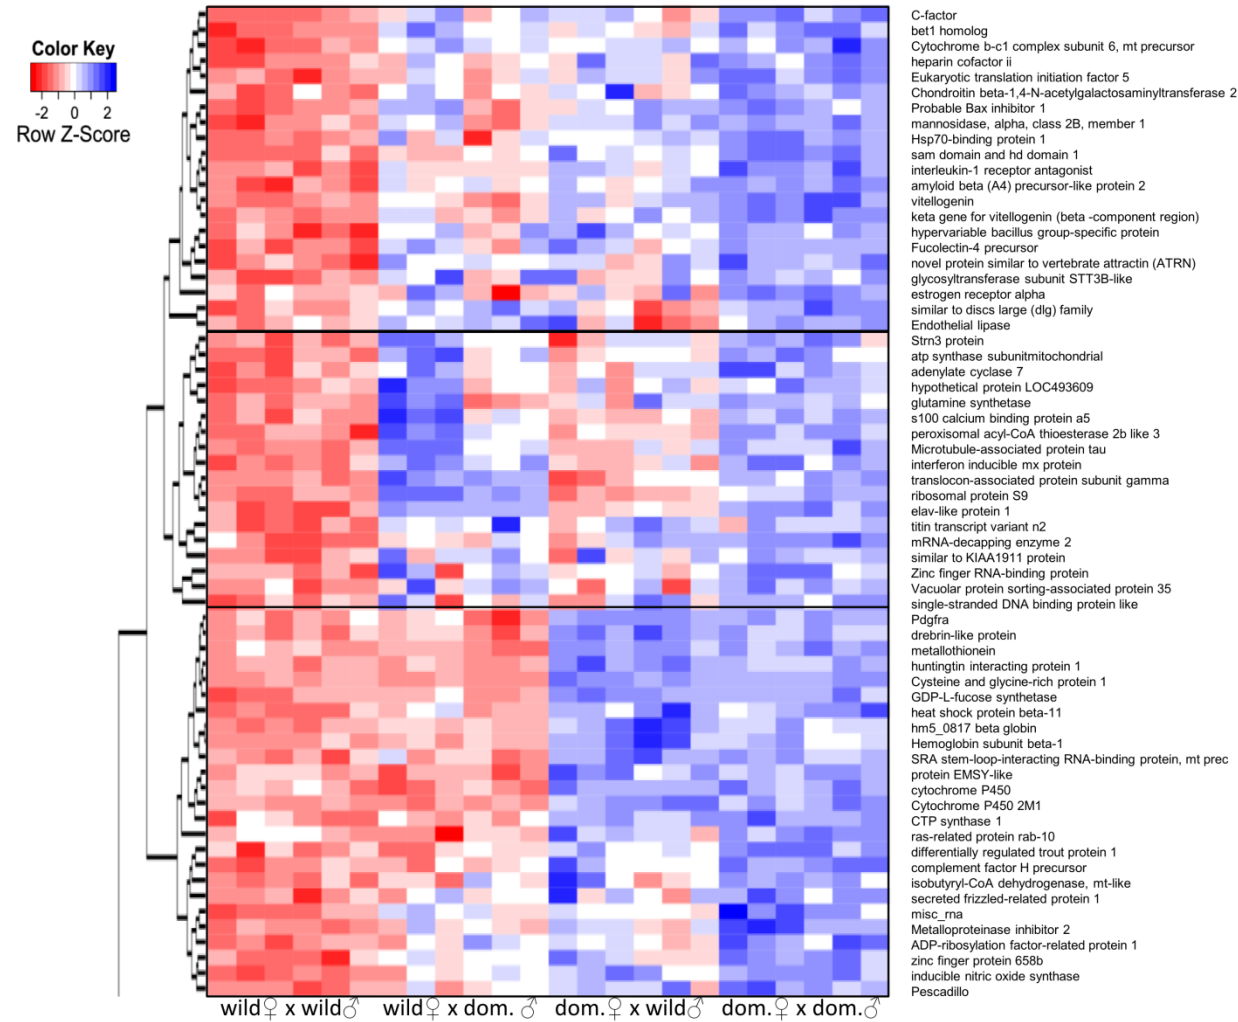 Color Key
-2 0 2
Row Z-Score
C-factor
bet1 homolog
Cytochrome b-c1 complex subunit 6, mt precursor
heparin cofactor ii
Eukaryotic translation initiation factor 5
Chondroitin beta-1,4-N-acetylgalactosaminyltransferase 2
Probable Bax inhibitor 1
mannosidase, alpha, class 2B, member 1
Hsp70-binding protein 1
sam domain and hd domain 1
interleukin-1 receptor antagonist
amyloid beta (A4) precursor-like protein 2
vitellogenin
keta gene for vitellogenin (beta -component region)
hypervariable bacillus group-specific protein
Fucolectin-4 precursor
novel protein similar to vertebrate attractin (ATRN)
glycosyltransferase subunit STT3B-like
estrogen receptor alpha
similar to discs large (dlg) family
Endothelial lipase
Strn3 protein
atp synthase subunitmitochondrial
adenylate cyclase 7
hypothetical protein LOC493609
glutamine synthetase
s100 calcium binding protein a5
peroxisomal acyl-CoA thioesterase 2b like 3
Microtubule-associated protein tau
interferon inducible mx protein
translocon-associated protein subunit gamma
ribosomal protein S9
elav-like protein 1
titin transcript variant n2
mRNA-decapping enzyme 2
similar to KIAA1911 protein
Zinc finger RNA-binding protein
Vacuolar protein sorting-associated protein 35
single-stranded DNA binding protein like
Pdgfra
drebrin-like protein
metallothionein
huntingtin interacting protein 1
Cysteine and glycine-rich protein 1
GDP-L-fucose synthetase
heat shock protein beta-11
hm5_0817 beta globin
Hemoglobin subunit beta-1
SRA stem-loop-interacting RNA-binding protein, mt prec
protein EMSY-like
cytochrome P450
Cytochrome P450 2M1
CTP synthase 1
ras-related protein rab-10
differentially regulated trout protein 1
complement factor H precursor
isobutyryl-CoA dehydrogenase, mt-like
secreted frizzled-related protein 1
misc_rna
Metalloproteinase inhibitor 2
ADP-ribosylation factor-related protein 1
zinc finger protein 658b
inducible nitric oxide synthase
Pescadillo
wild♀ x wild♂ wild♀ x dom. ♂ dom.♀ x wild♂ dom.♀ x dom.♂